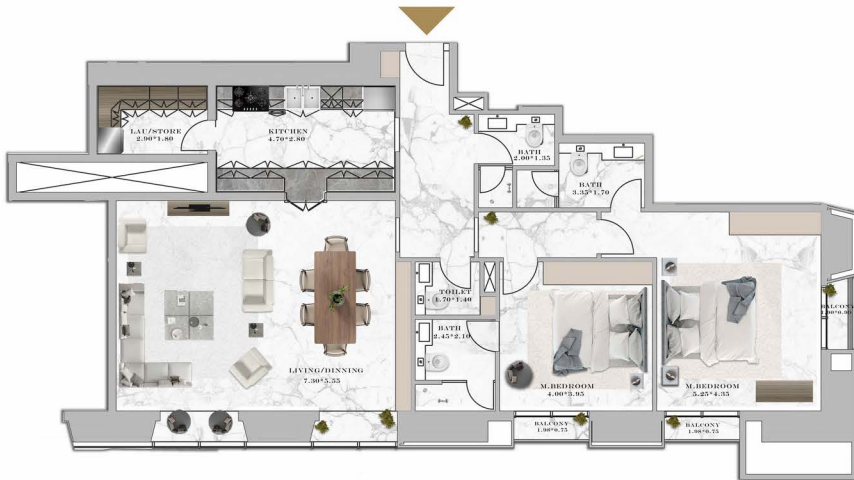 LAU/STORE
2.90*1.80
KITCHEN
4.70*2.80
BATH
2.00*1.35
BATH
3.35*1.70
TOILET
1.70*1.40
BATH
2.45*2.10
LIVING/DINNING
7.30*5.55
M.BEDROOM
4.00*3.95
M.BEDROOM
5.25*4.35
BALCONY
BALCONY
1.98*0.75
BALCONY
1.98*0.75